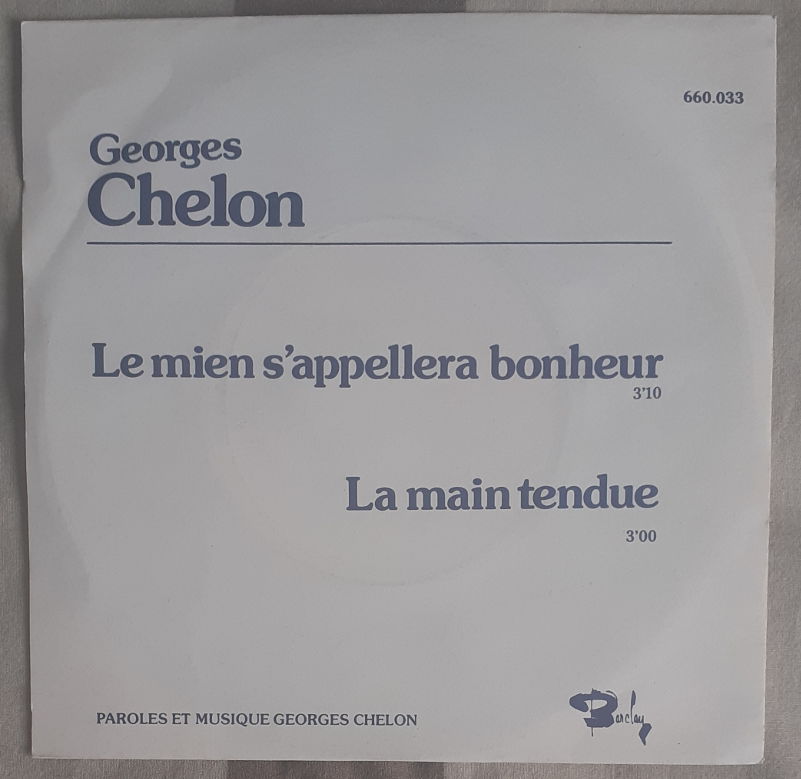 660.033
Georges
Chelon
Le mien s'appellera bonheur
3'10
La main tendue
3'00
PAROLES ET MUSIQUE GEORGES CHELON
Barclay